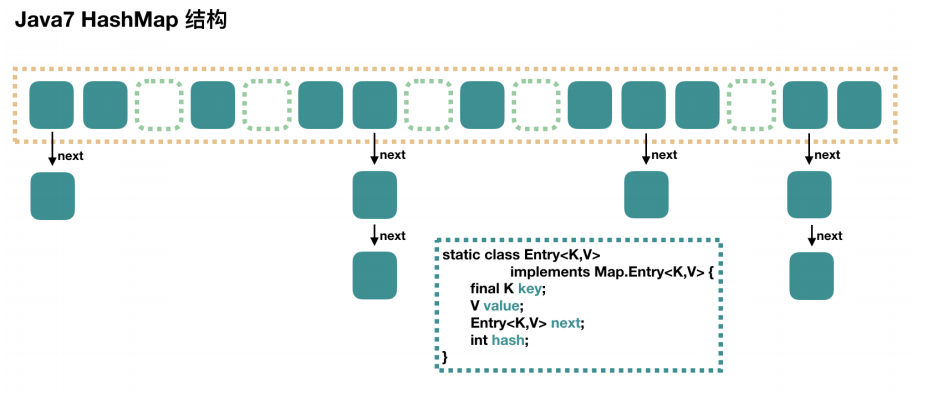 Java7 HashMap 结构
next
next
next
next
next
next
static class Entry<K,V>
implements Map.Entry<K,V> {
final K key;
V value;
Entry<K,V> next;
int hash;
}